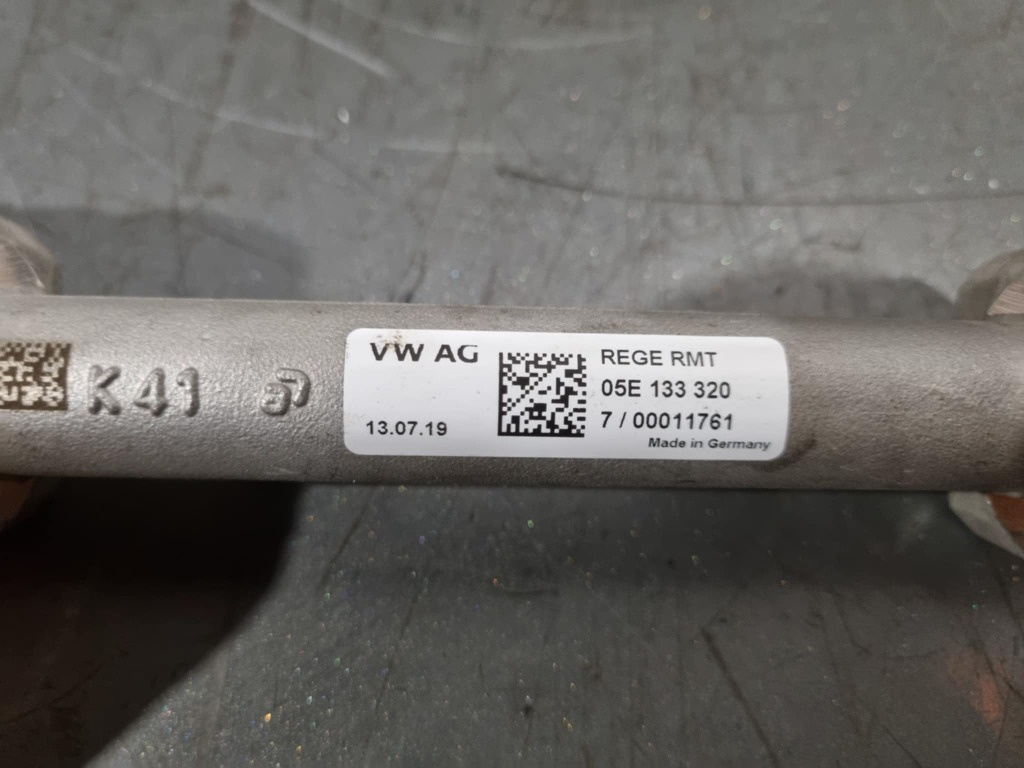 K41
VW AG
13.07.19
REGE RMT
05E 133 320
7 / 00011761
Made in Germany